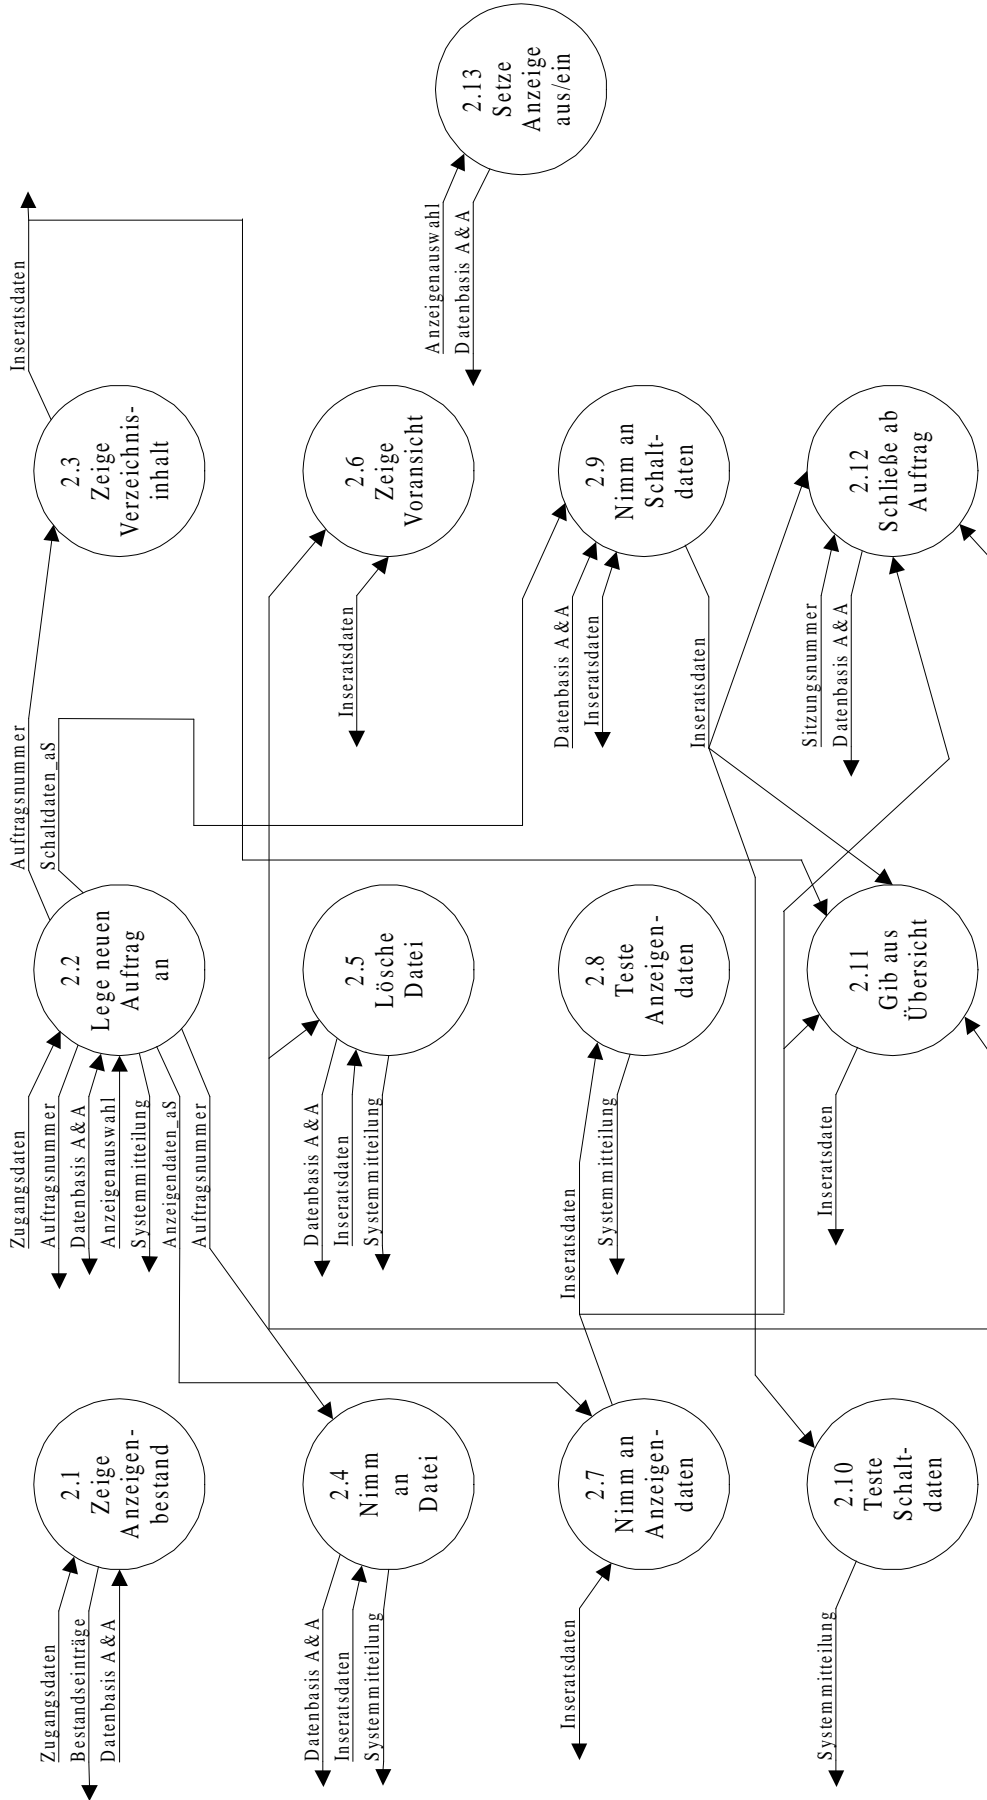 2.1
Zeige
Anzeigen-
bestand
Zugangsdaten
Bestandseinträge
Datenbasis A&A
2.2
Lege neuen
Auftrag
an
Zugangsdaten
Auftragsnummer
Datenbasis A&A
Anzeigenauswahl
Systemmitteilung
Anzeigendaten_aS
Auftragsnummer
Auftragsnummer
Schaltdaten_aS
2.3
Zeige
Verzeichnis-
inhalt
Inseratsdaten
2.4
Nimm
an
Datei
Datenbasis A&A
Inseratsdaten
Systemmitteilung
2.5
Lösche
Datei
Datenbasis A&A
Inseratsdaten
Systemmitteilung
2.6
Zeige
Voransicht
Inseratsdaten
2.13
Setze
Anzeige
aus/ein
Anzeigenauswahl
Datenbasis A&A
2.7
Nimm an
Anzeigen-
daten
Inseratsdaten
Inseratsdaten
2.8
Teste
Anzeigen-
daten
Systemmitteilung
2.9
Nimm an
Schalt-
daten
Datenbasis A&A
Inseratsdaten
Inseratsdaten
2.10
Teste
Schalt-
daten
Systemmitteilung
2.11
Gib aus
Übersicht
Inseratsdaten
2.12
Schließe ab
Auftrag
Sitzungsnummer
Datenbasis A&A